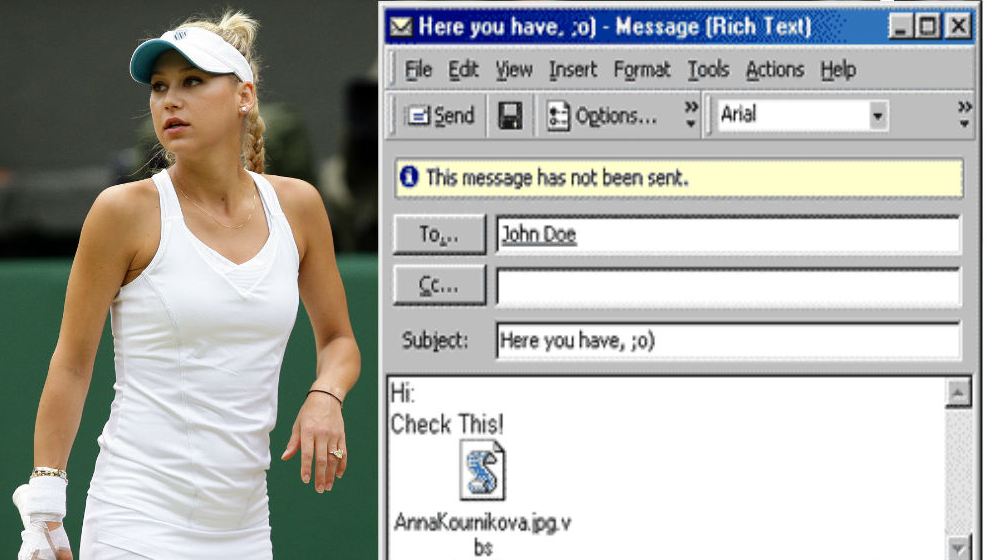 Here you have, ;o) - Message (Rich Text)
File Edit View Insert Format Tools Actions Help
Send Options... Arial
This message has not been sent.
To... John Doe
Cc...
Subject: Here you have, ;o)
Hi:
Check This!
AnnaKournikova.jpg.v
bs